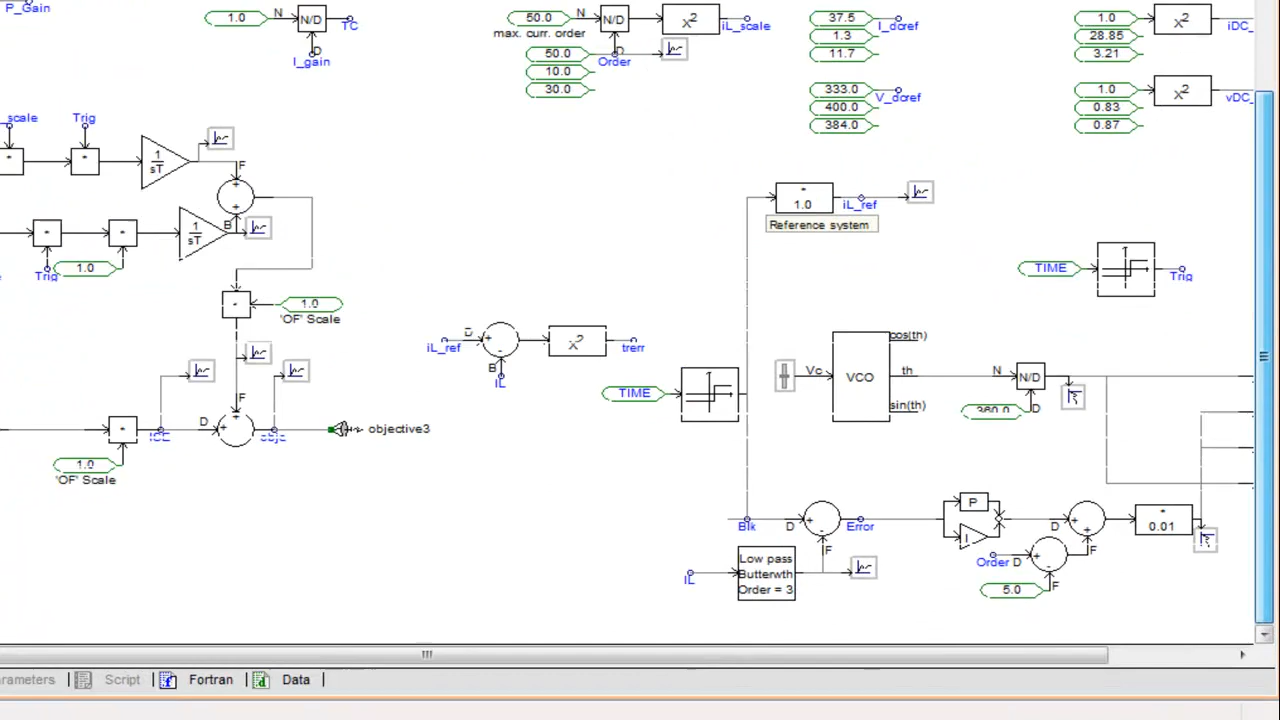 P_Gain
1.0 N N/D TC
D
I_gain
50.0 N N/D x² iL_scale
max. curr. order
50.0 D
Order
10.0
30.0
37.5 I_dcref
1.3
11.7
333.0 V_dcref
400.0
384.0
1.0 x² iDC_
28.85
3.21
1.0 x² vDC_
0.83
0.87
_scale Trig
* * 1 sT F
+
+
* * 1 sT B
Trig 1.0
* 1.0
'OF' Scale
F
* D + +
1.0
'OF' Scale
objective3
iL_ref D + - x² trerr
B
IL
* 1.0 iL_ref
Reference system
TIME Trig
TIME
Vc VCO cos(th)
th N N/D
sin(th) 360.0 D
Blk D + - Error
F
IL Low pass
Butterwth
Order = 3
P
I
D + + * 0.01
F
Order D + +
5.0 F
arameters | Script | Fortran | Data |